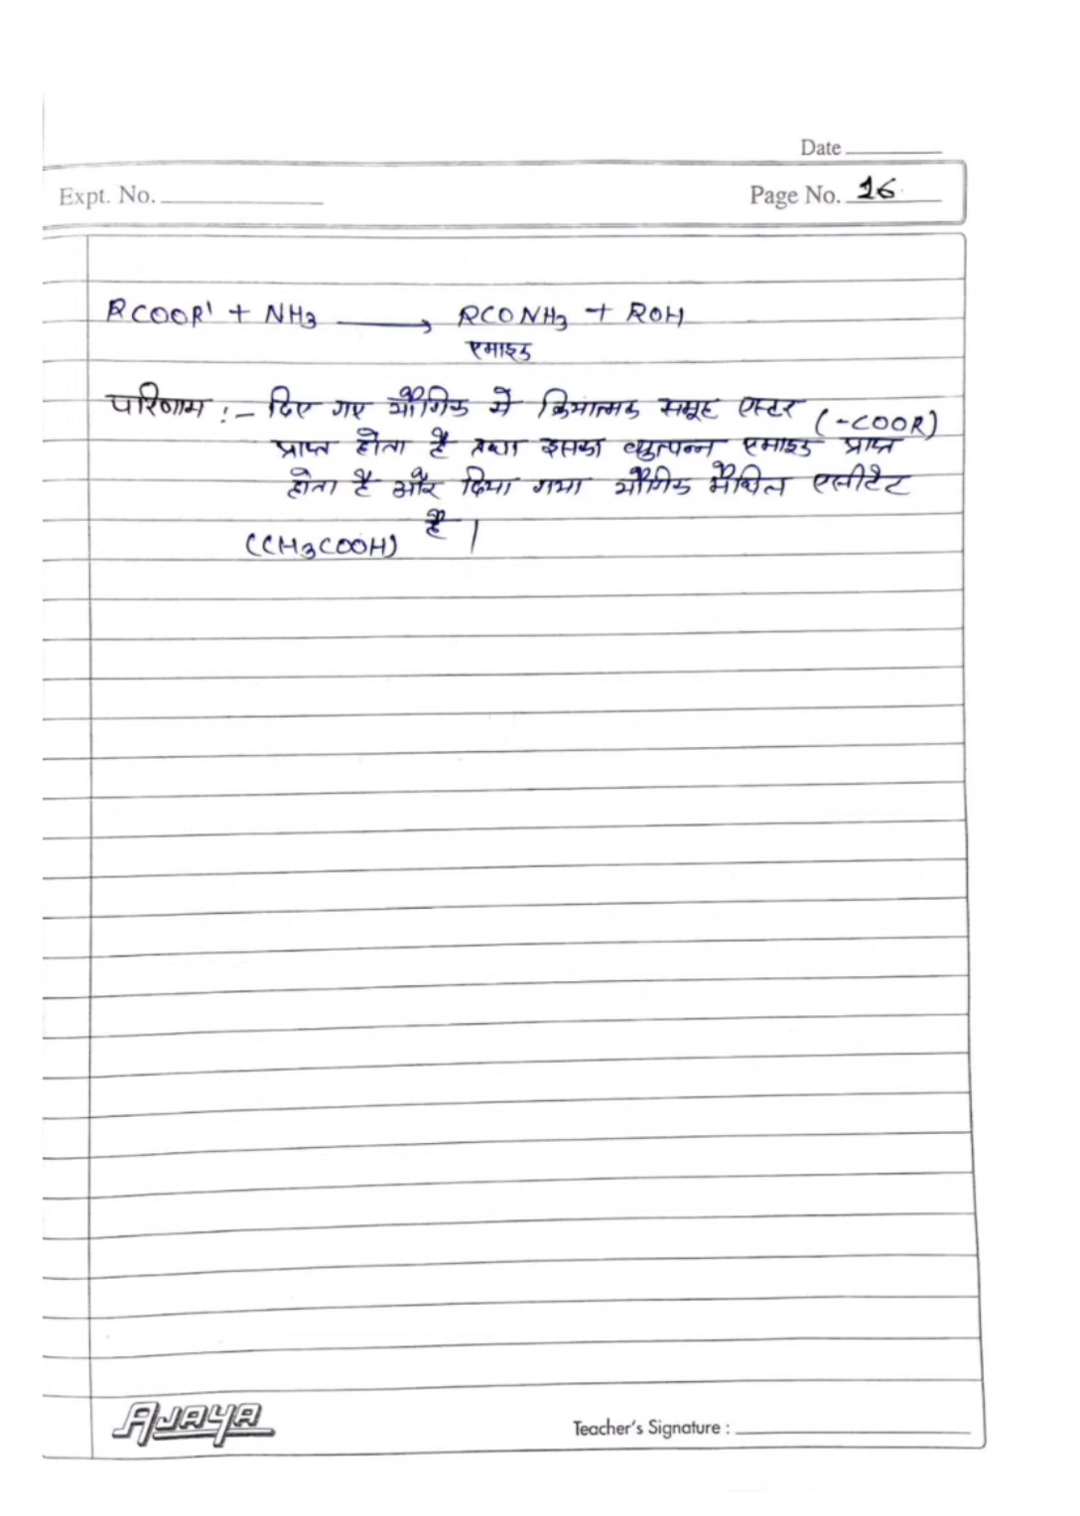 Date
Expt. No.
Page No. 16
RCOOR' + NH3 → RCONH3 + ROH
एमाइड
परिणाम :- दिए गए यौगिक में क्रियात्मक समूह एस्टर (-COOR)
प्राप्त होता है तथा इसका व्युत्पन्न एमाइड प्राप्त
होता है और दिया गया यौगिक मैथिल एसीटेट
(CH3COOH) है |
AJAYA
Teacher's Signature :